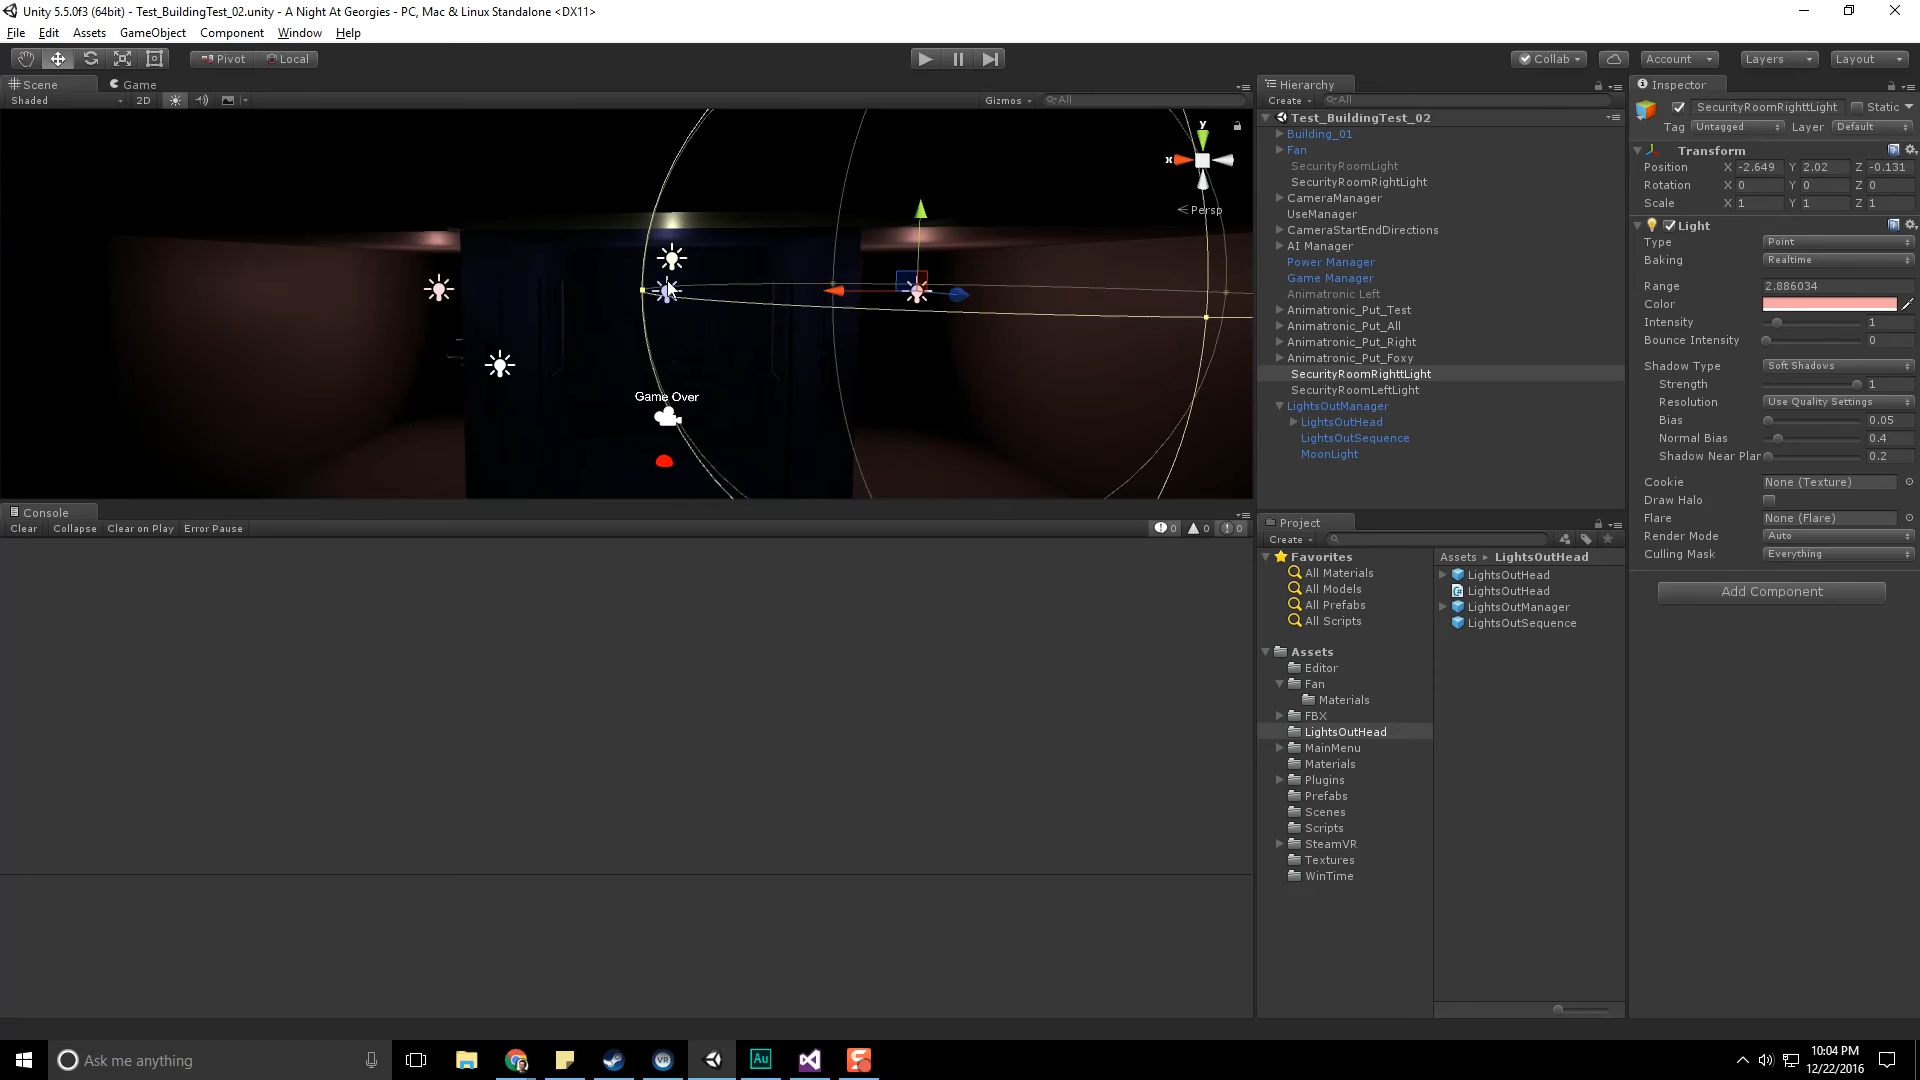 Unity 5.5.0f3 (64bit) - Test_BuildingTest_02.unity - A Night At Georgies - PC, Mac & Linux Standalone <DX11>
File Edit Assets GameObject Component Window Help
Pivot Local Collab Account Layers Layout
Scene Game
Shaded 2D Gizmos All
y
x
Persp
Game Over
Console
Clear Collapse Clear on Play Error Pause 0 0 0
Hierarchy
Create All
Test_BuildingTest_02
Building_01
Fan
SecurityRoomLight
SecurityRoomRightLight
CameraManager
UseManager
CameraStartEndDirections
AI Manager
Power Manager
Game Manager
Animatronic Left
Animatronic_Put_Test
Animatronic_Put_All
Animatronic_Put_Right
Animatronic_Put_Foxy
SecurityRoomRighttLight
SecurityRoomLeftLight
LightsOutManager
LightsOutHead
LightsOutSequence
MoonLight
Project
Create
Favorites
All Materials
All Models
All Prefabs
All Scripts
Assets
Editor
Fan
Materials
FBX
LightsOutHead
MainMenu
Materials
Plugins
Prefabs
Scenes
Scripts
SteamVR
Textures
WinTime
Assets LightsOutHead
LightsOutHead
LightsOutHead
LightsOutManager
LightsOutSequence
Inspector
SecurityRoomRighttLight Static
Tag Untagged Layer Default
Transform
Position X -2.649 Y 2.02 Z -0.131
Rotation X 0 Y 0 Z 0
Scale X 1 Y 1 Z 1
Light
Type Point
Baking Realtime
Range 2.886034
Color
Intensity 1
Bounce Intensity 0
Shadow Type Soft Shadows
Strength 1
Resolution Use Quality Settings
Bias 0.05
Normal Bias 0.4
Shadow Near Plar 0.2
Cookie None (Texture)
Draw Halo
Flare None (Flare)
Render Mode Auto
Culling Mask Everything
Add Component
Ask me anything
VR
Au
10:04 PM
12/22/2016